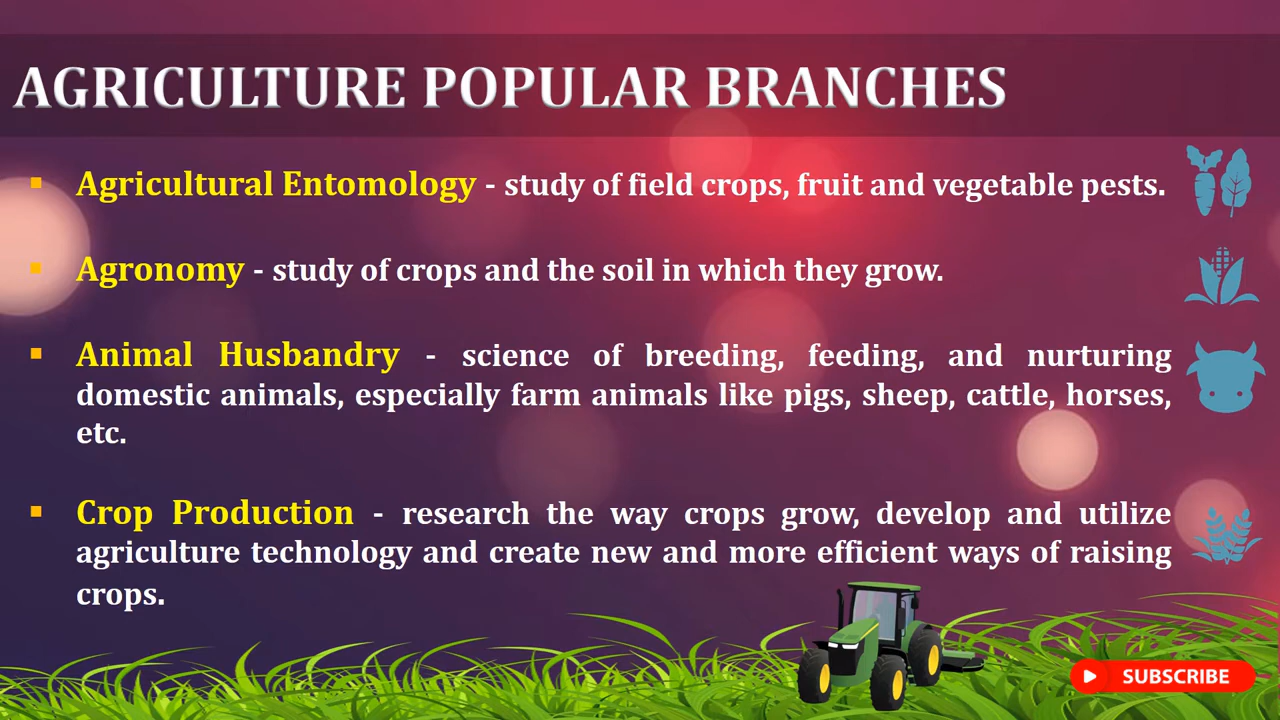 AGRICULTURE POPULAR BRANCHES
Agricultural Entomology - study of field crops, fruit and vegetable pests.
Agronomy - study of crops and the soil in which they grow.
Animal Husbandry - science of breeding, feeding, and nurturing
domestic animals, especially farm animals like pigs, sheep, cattle, horses,
etc.
Crop Production - research the way crops grow, develop and utilize
agriculture technology and create new and more efficient ways of raising
crops.
SUBSCRIBE